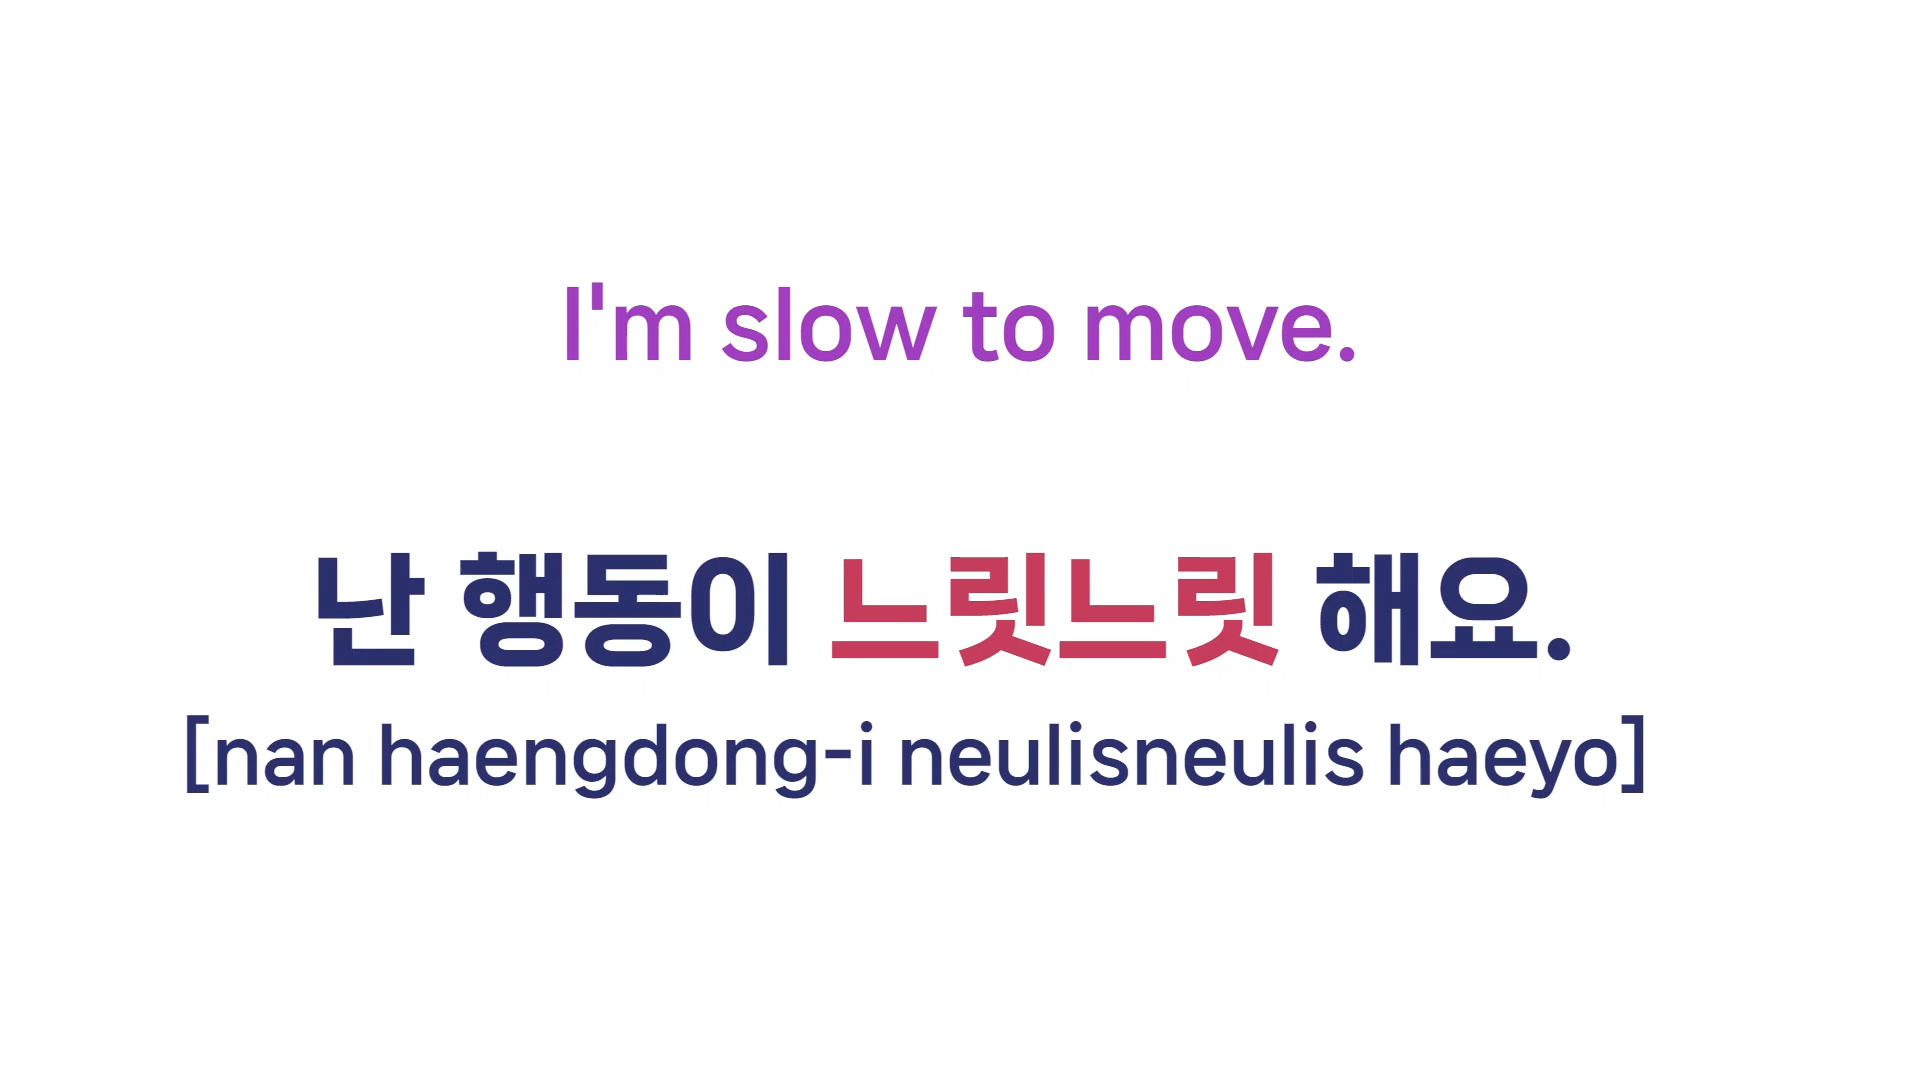 I'm slow to move.
난 행동이 느릿느릿 해요.
[nan haengdong-i neulisneulis haeyo]